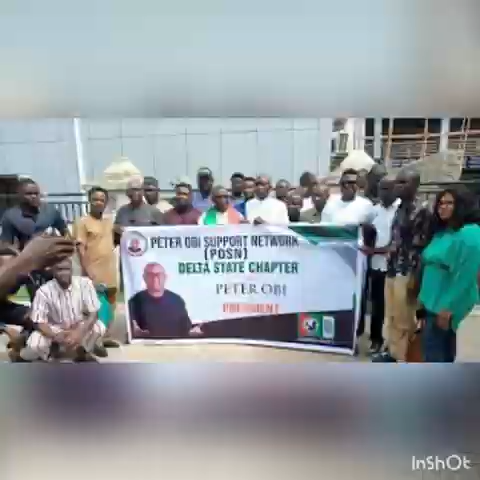 PETER OBI SUPPORT NETWORK
[POSN]
DELTA STATE CHAPTER
PETER OBI
PRESIDENT
InShOt